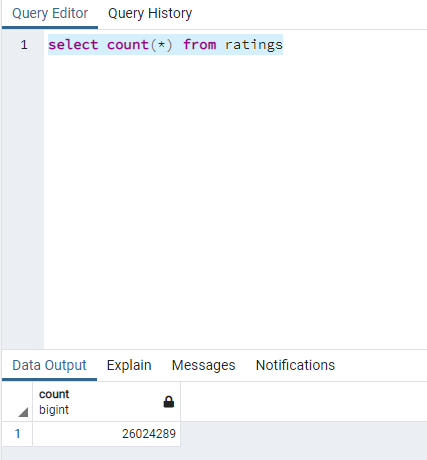 Query Editor Query History
1 select count(*) from ratings
Data Output Explain Messages Notifications
count
bigint
1 26024289